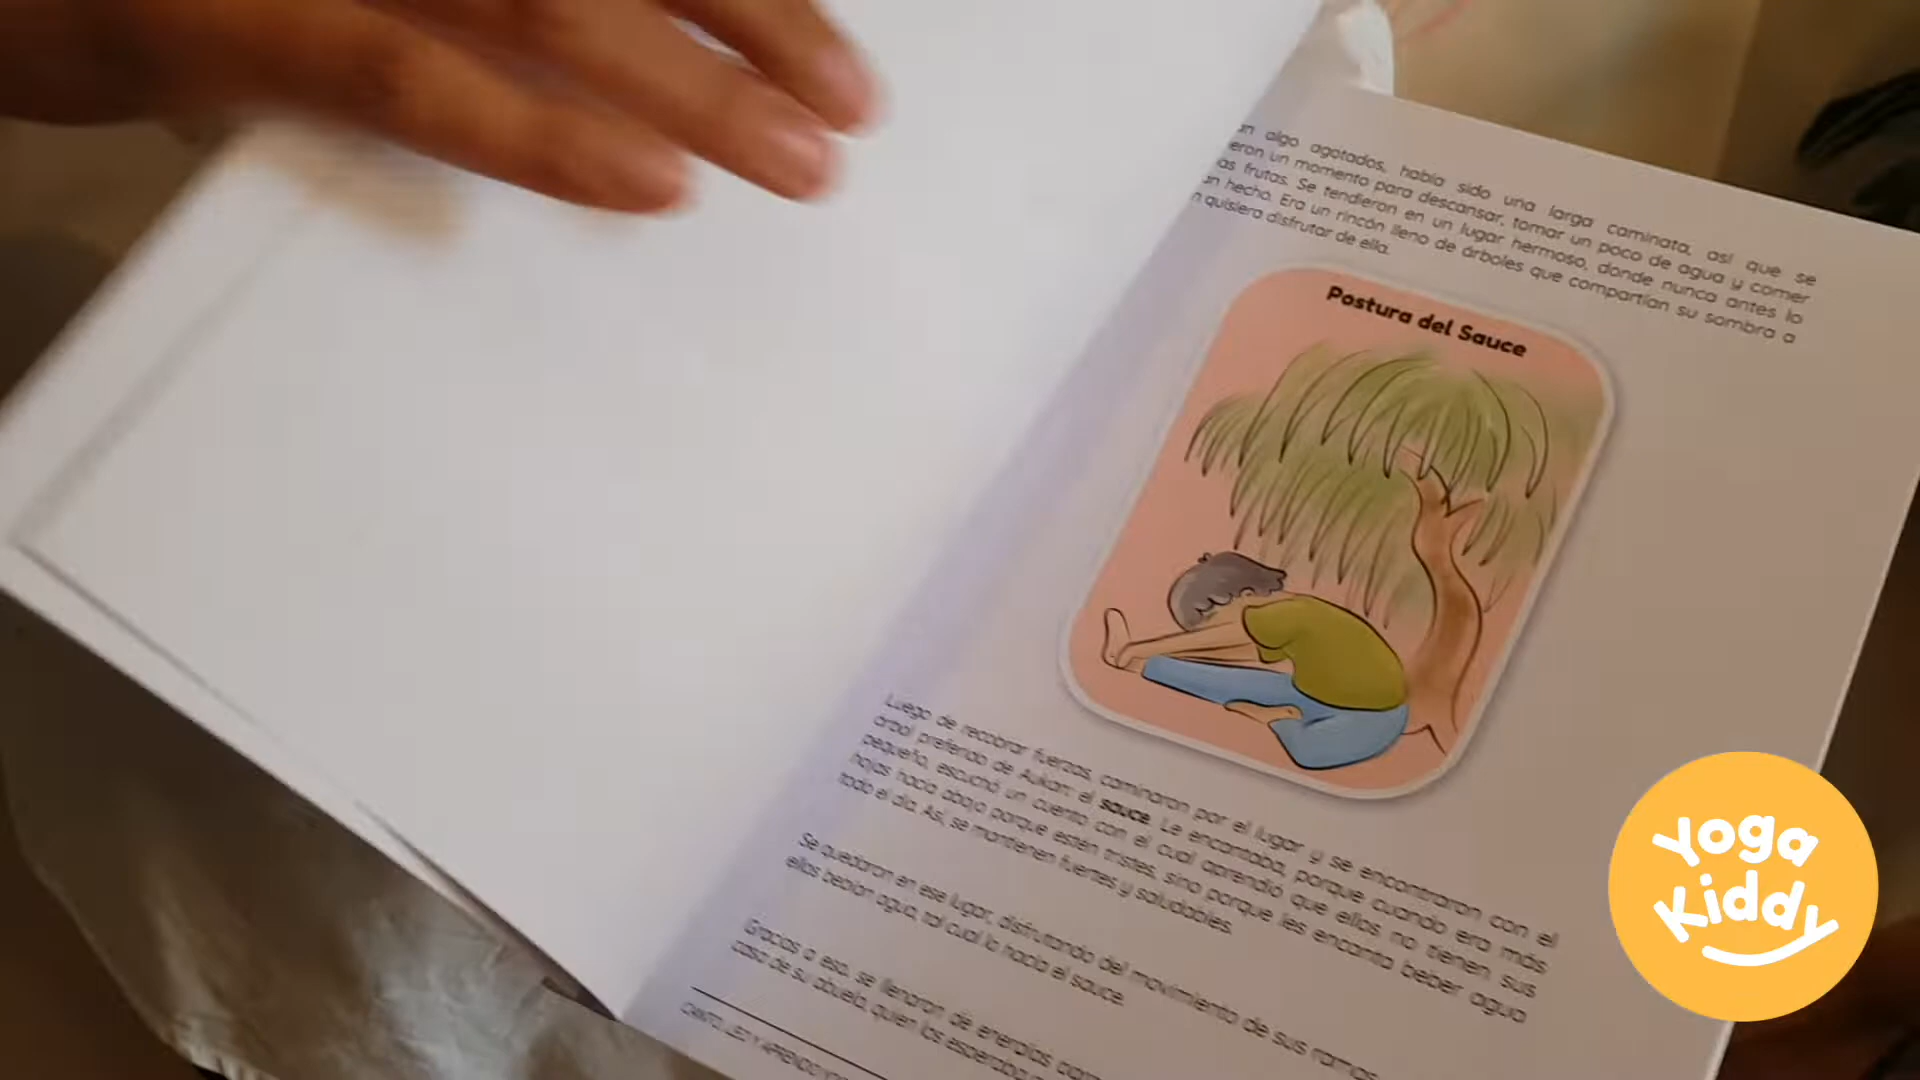 algo agotados, había sido una larga caminata, así que se
un momento para descansar, tomar un poco de agua y comer
frutas. Se tendieron en un lugar hermoso, donde nunca antes lo
hecho. Era un rincón lleno de árboles que compartían su sombra a
quisiera disfrutar de ella.
Postura del Sauce
Luego de recobrar fuerzas, caminaron por el lugar y se encontraron con el
árbol preferido de Aukan: el sauce. Le encantaba, porque cuando era más
pequeño, escuchó un cuento con el cual aprendió que ellos no tienen sus
hojas hacia abajo porque estén tristes, sino porque les encanta beber agua
todo el día. Así, se mantienen fuertes y saludables.
Se quedaron en ese lugar, disfrutando del movimiento de sus ramas
ellos bebían agua, tal cual lo hacía el sauce.
Gracias a eso, se llenaron de energías
casa de su abuela, quien los esperaba
CANTO, LEO Y APRENDO
Yoga
Kiddy